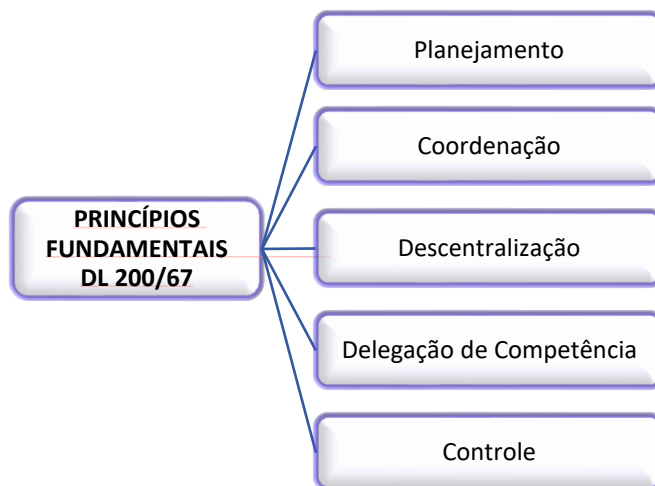 Planejamento
Coordenação
PRINCÍPIOS
FUNDAMENTAIS
DL 200/67
Descentralização
Delegação de Competência
Controle